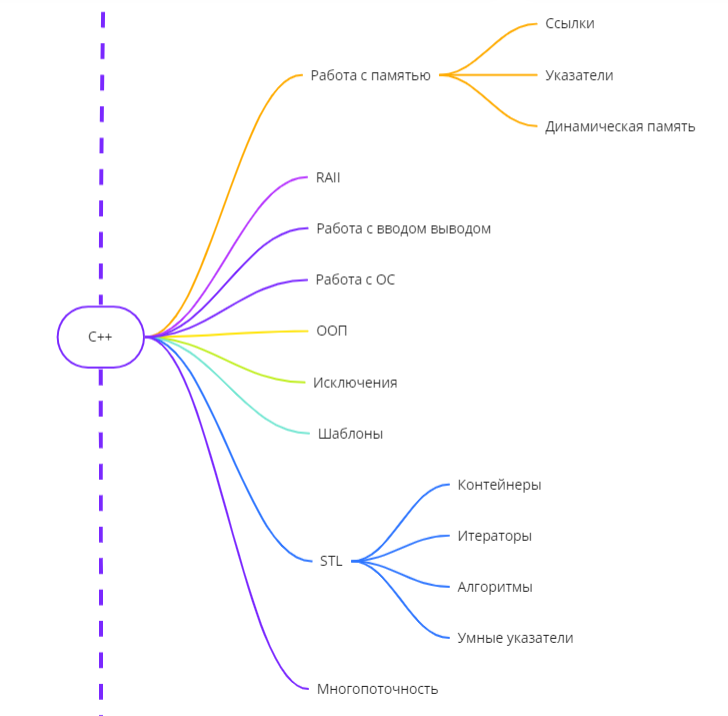 Ссылки
Работа с памятью
Указатели
Динамическая память
RAII
Работа с вводом выводом
Работа с ОС
C++
ООП
Исключения
Шаблоны
Контейнеры
Итераторы
STL
Алгоритмы
Умные указатели
Многопоточность